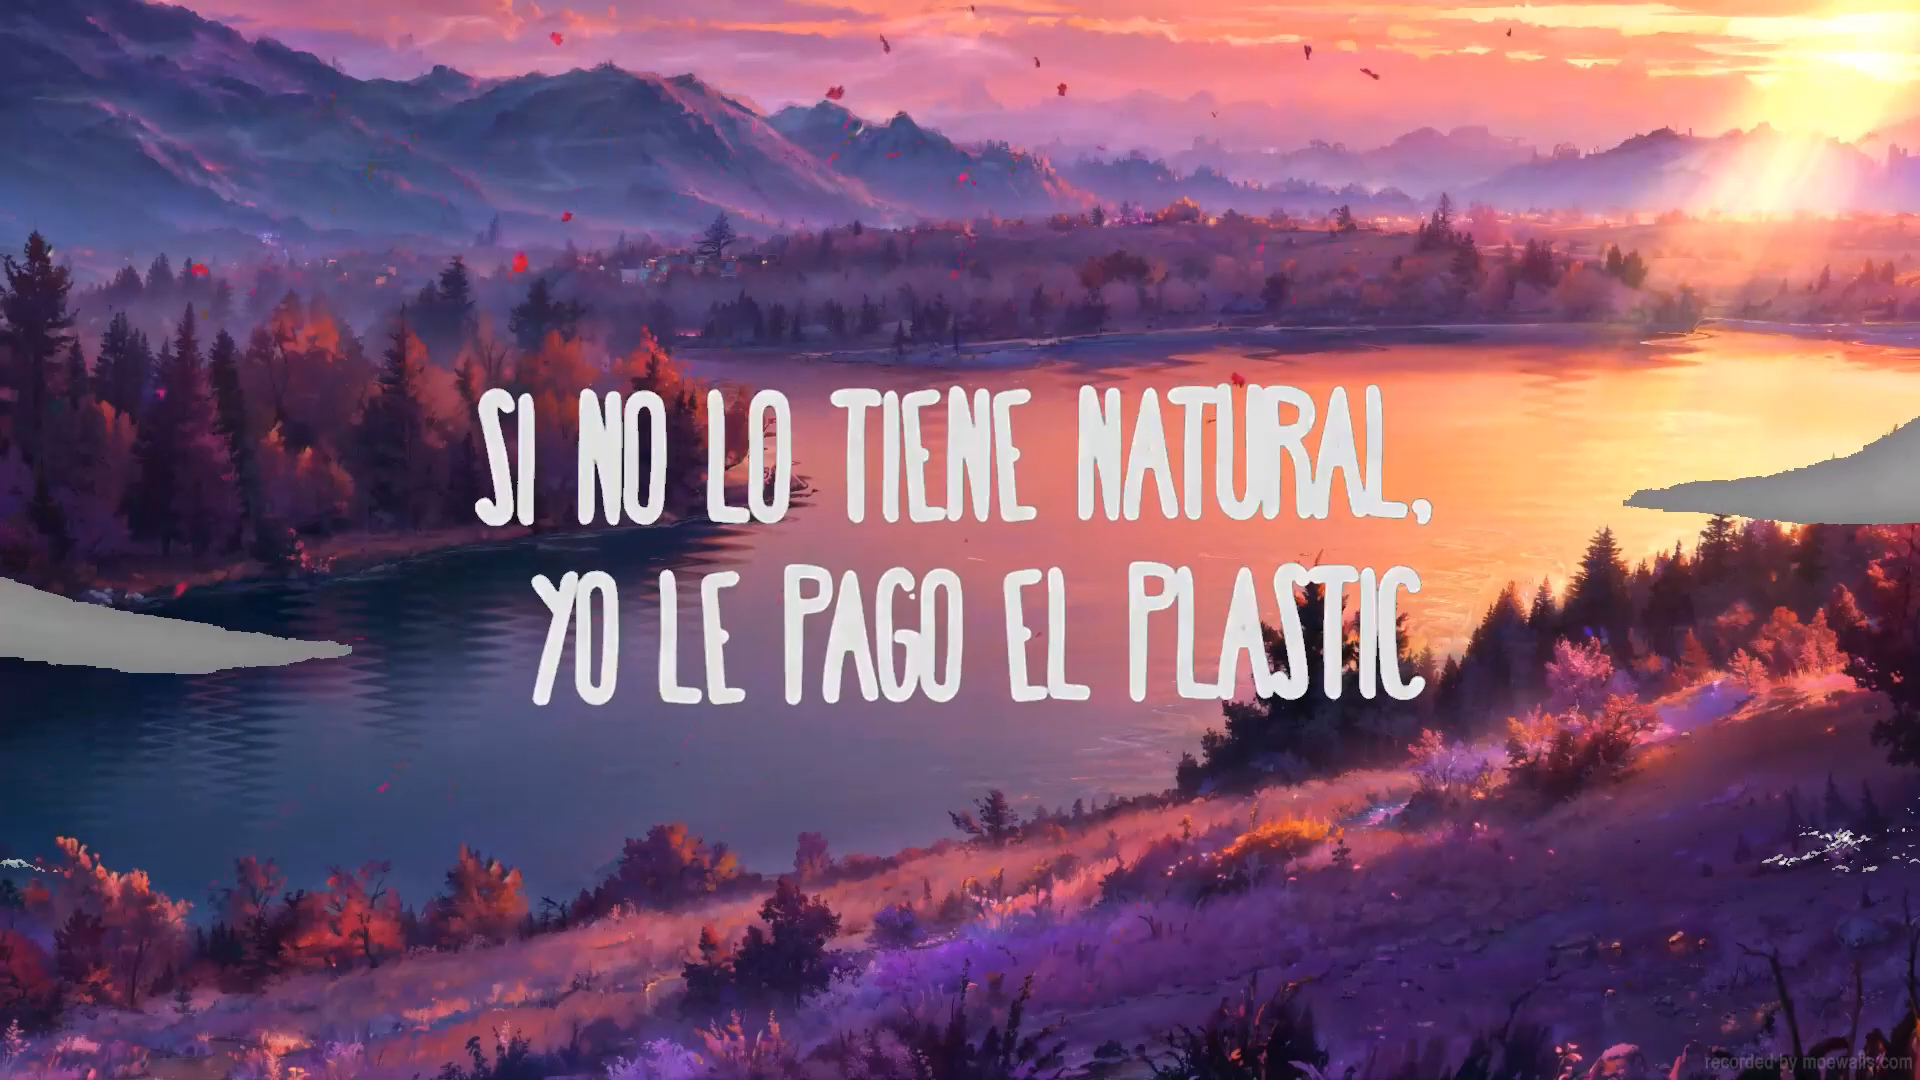 SI NO LO TIENE NATURAL,
YO LE PAGO EL PLASTIC
recorded by moewalls.com